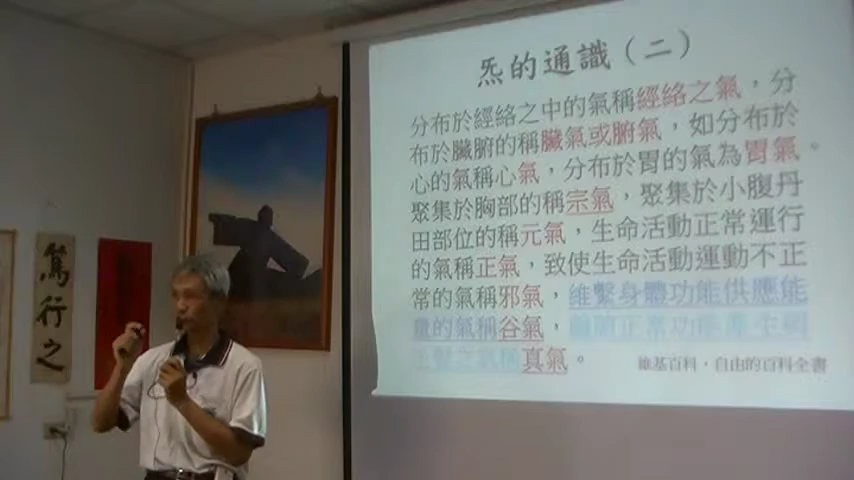 炁的通識（二）
分布於經絡之中的氣稱經絡之氣，分
布於臟腑的稱臟氣或腑氣，如分布於
心的氣稱心氣，分布於胃的氣為胃氣。
聚集於胸部的稱宗氣，聚集於小腹丹
田部位的稱元氣，生命活動正常運行
的氣稱正氣，致使生命活動運動不正
常的氣稱邪氣，維繫身體功能供應能
量的氣稱谷氣，
之氣稱真氣。
維基百科，自由的百科全書
篤行之